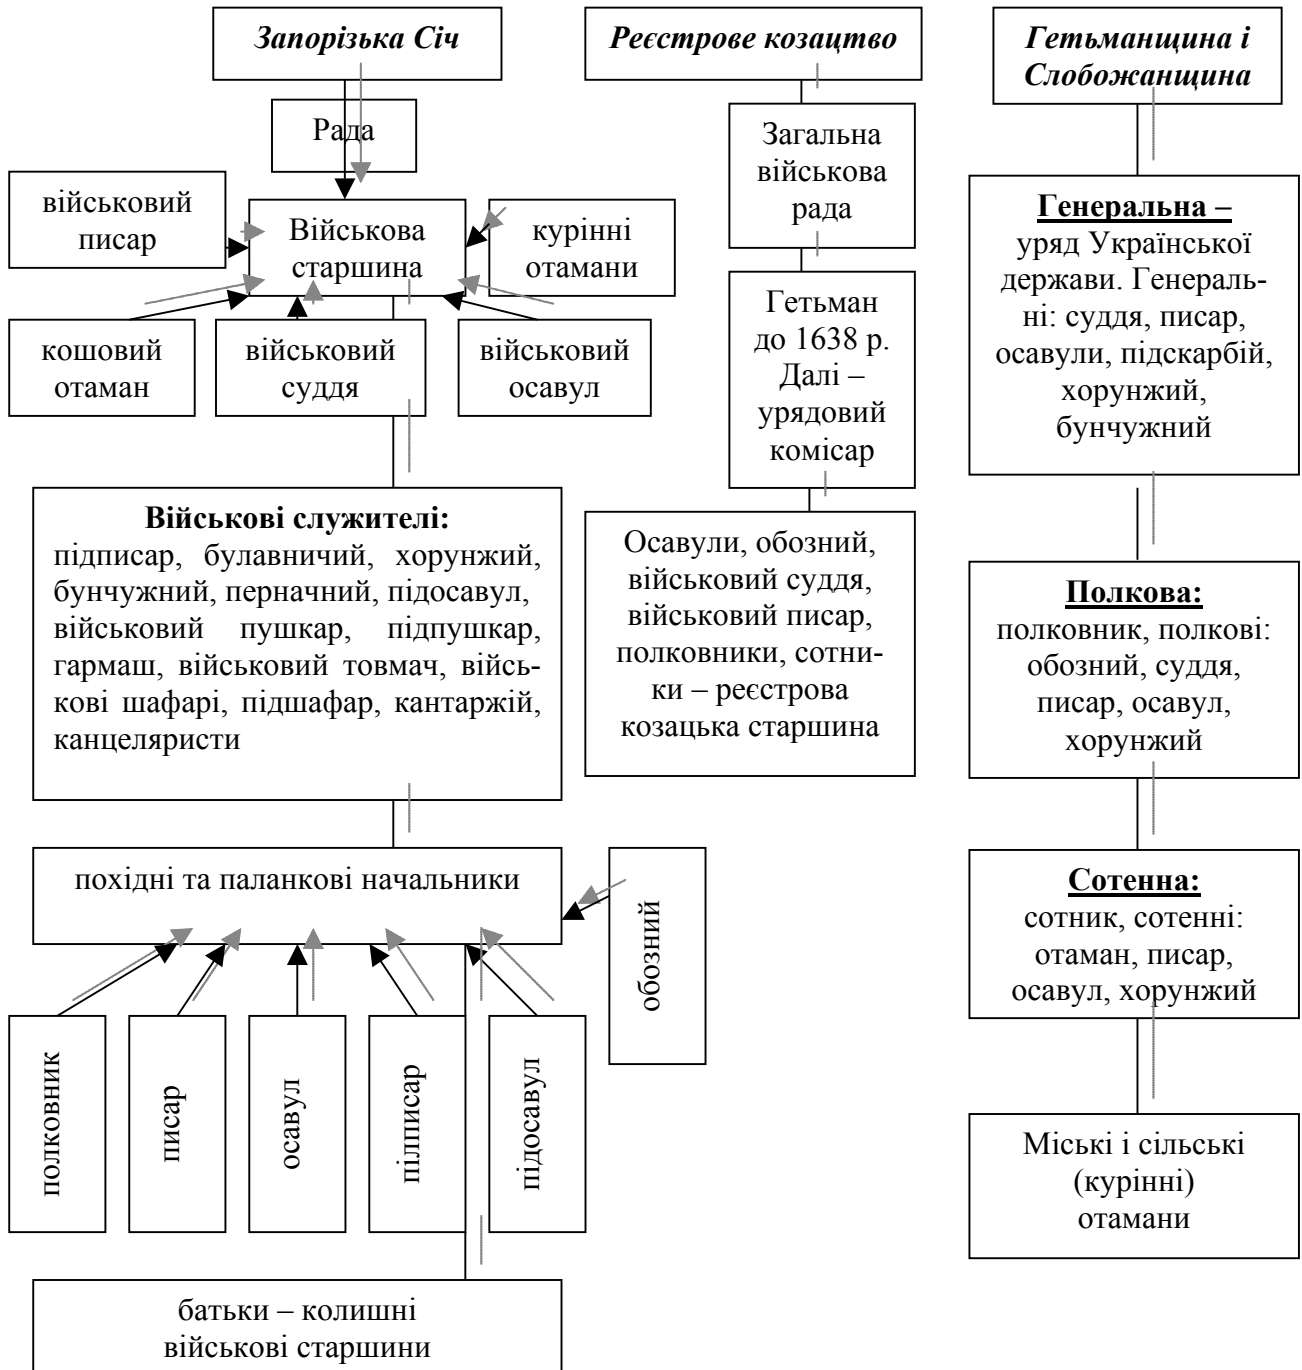 Запорізька Січ
Рада
військовий
писар
Військова
старшина
курінні
отамани
кошовий
отаман
військовий
суддя
військовий
осавул
Військові служителі:
підписар, булавничий, хорунжий,
бунчужний, перначний, підосавул,
військовий пушкар, підпушкар,
гармаш, військовий товмач, війсь-
кові шафарі, підшафар, кантаржій,
канцеляристи
похідні та паланкові начальники
обозний
полковник
писар
осавул
пілписар
підосавул
батьки – колишні
військові старшини
Реєстрове козацтво
Загальна
військова
рада
Гетьман
до 1638 р.
Далі –
урядовий
комісар
Осавули, обозний,
військовий суддя,
військовий писар,
полковники, сотни-
ки – реєстрова
козацька старшина
Гетьманщина і
Слобожанщина
Генеральна –
уряд Української
держави. Генераль-
ні: суддя, писар,
осавули, підскарбій,
хорунжий,
бунчужний
Полкова:
полковник, полкові:
обозний, суддя,
писар, осавул,
хорунжий
Сотенна:
сотник, сотенні:
отаман, писар,
осавул, хорунжий
Міські і сільські
(курінні)
отамани